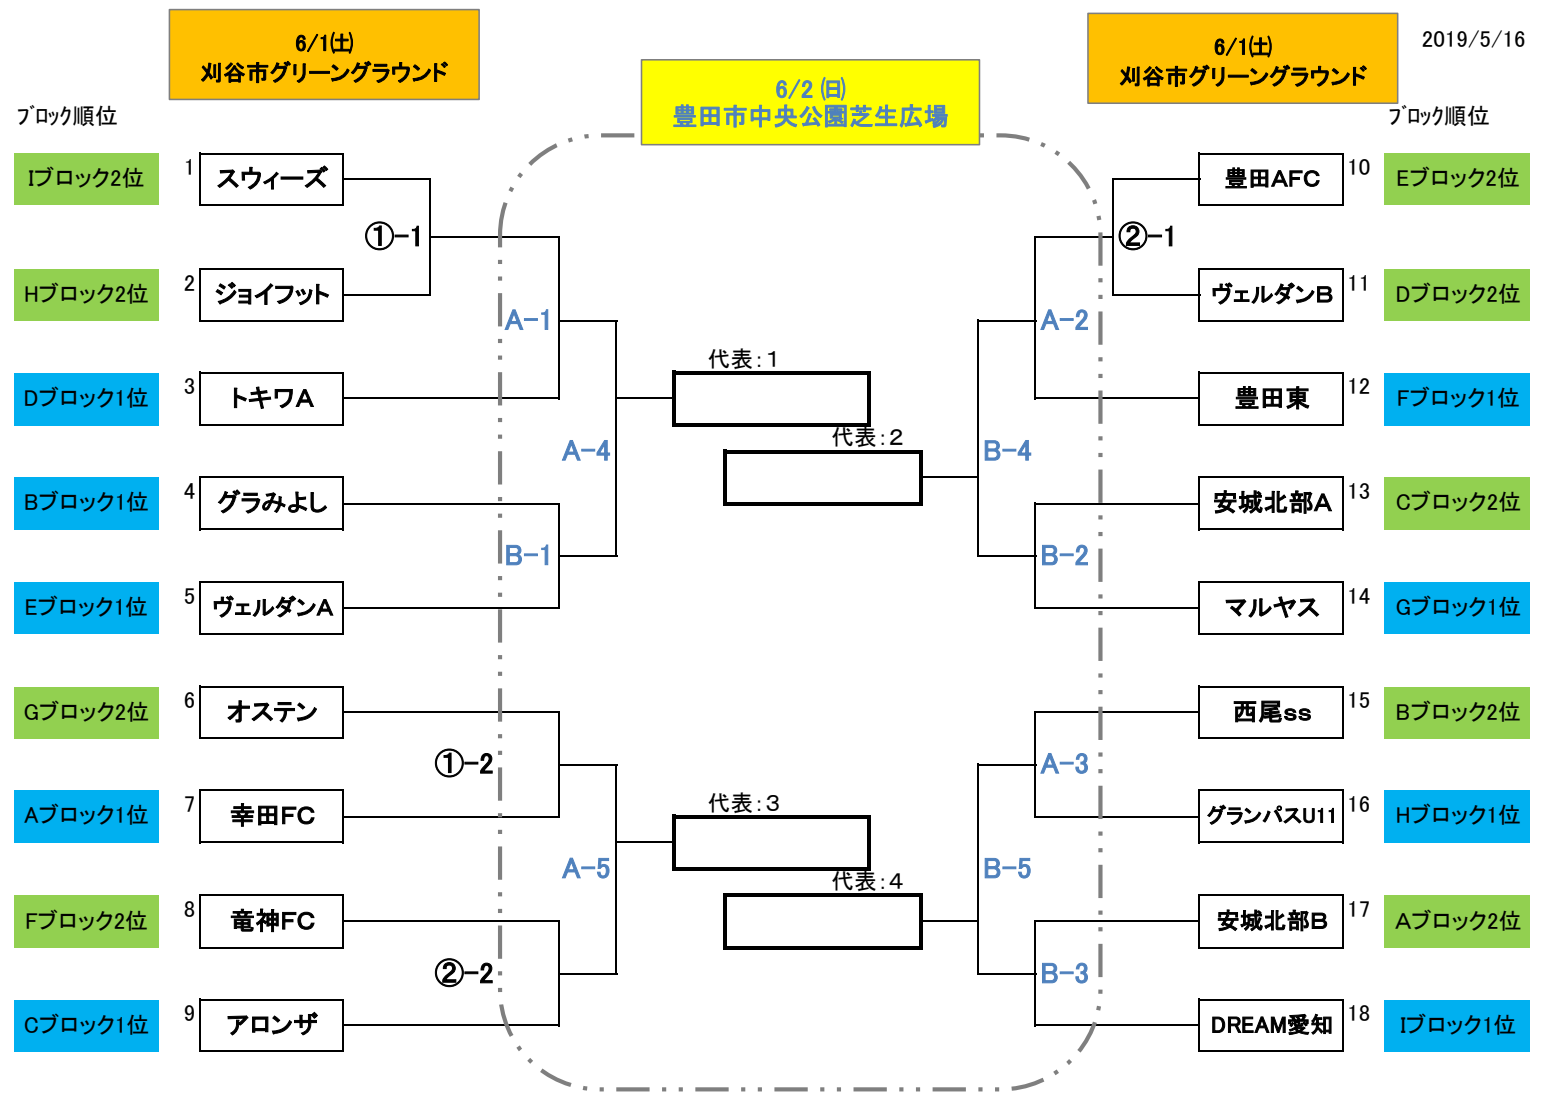 6/1㈯
刈谷市グリーングラウンド
6/1㈯
刈谷市グリーングラウンド
2019/5/16
6/2 ㈰
豊田市中央公園芝生広場
ブロック順位
ブロック順位
Iブロック2位
1
スウィーズ
①-1
Hブロック2位
2
ジョイフット
A-1
Dブロック1位
3
トキワA
A-4
Bブロック1位
4
グラみよし
B-1
Eブロック1位
5
ヴェルダンA
Gブロック2位
6
オステン
①-2
Aブロック1位
7
幸田FC
A-5
Fブロック2位
8
竜神FC
②-2
Cブロック1位
9
アロンザ
代表:1
代表:2
代表:3
代表:4
豊田AFC
10
Eブロック2位
②-1
ヴェルダンB
11
Dブロック2位
A-2
豊田東
12
Fブロック1位
B-4
安城北部A
13
Cブロック2位
B-2
マルヤス
14
Gブロック1位
西尾ss
15
Bブロック2位
A-3
グランパスU11
16
Hブロック1位
B-5
安城北部B
17
Aブロック2位
B-3
DREAM愛知
18
Iブロック1位